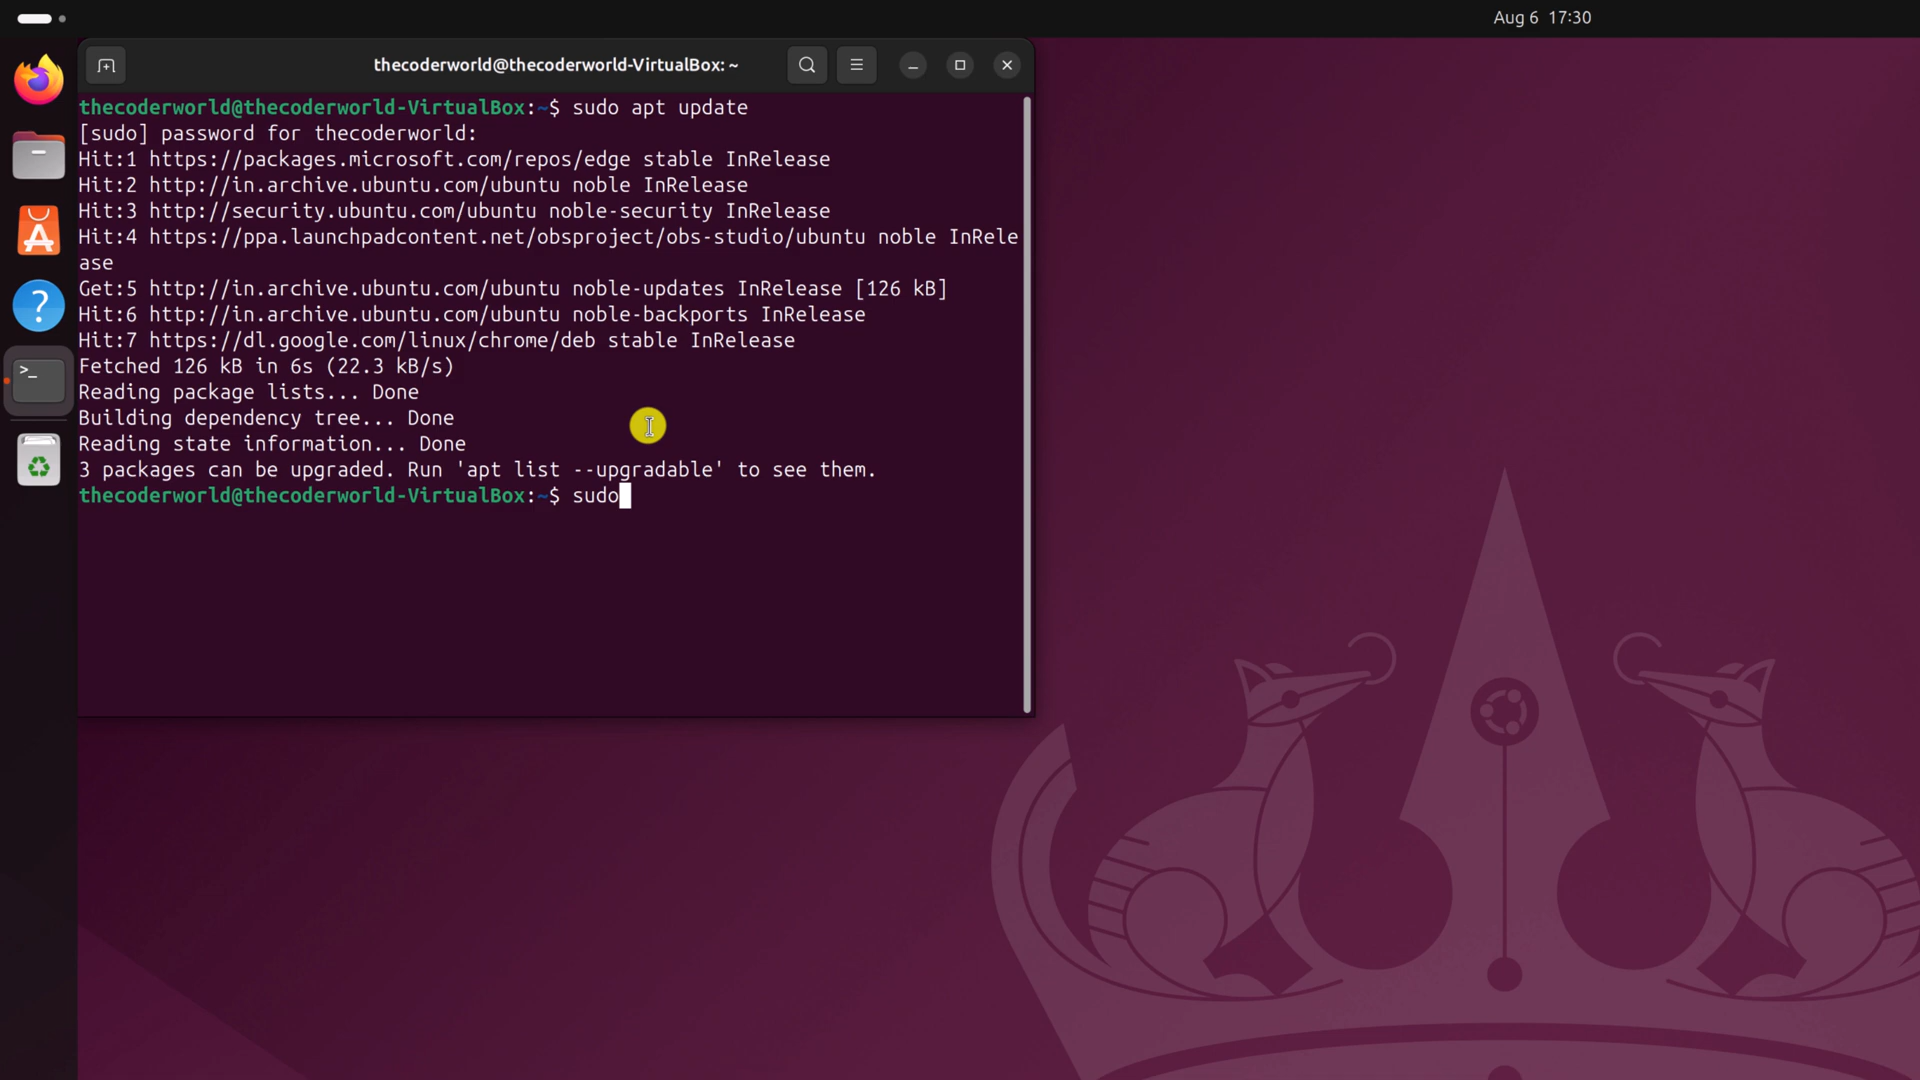 Aug 6 17:30
thecoderworld@thecoderworld-VirtualBox: ~
thecoderworld@thecoderworld-VirtualBox:~$ sudo apt update
[sudo] password for thecoderworld:
Hit:1 https://packages.microsoft.com/repos/edge stable InRelease
Hit:2 http://in.archive.ubuntu.com/ubuntu noble InRelease
Hit:3 http://security.ubuntu.com/ubuntu noble-security InRelease
Hit:4 https://ppa.launchpadcontent.net/obsproject/obs-studio/ubuntu noble InRele
ase
Get:5 http://in.archive.ubuntu.com/ubuntu noble-updates InRelease [126 kB]
Hit:6 http://in.archive.ubuntu.com/ubuntu noble-backports InRelease
Hit:7 https://dl.google.com/linux/chrome/deb stable InRelease
Fetched 126 kB in 6s (22.3 kB/s)
Reading package lists... Done
Building dependency tree... Done
Reading state information... Done
3 packages can be upgraded. Run 'apt list --upgradable' to see them.
thecoderworld@thecoderworld-VirtualBox:~$ sudo